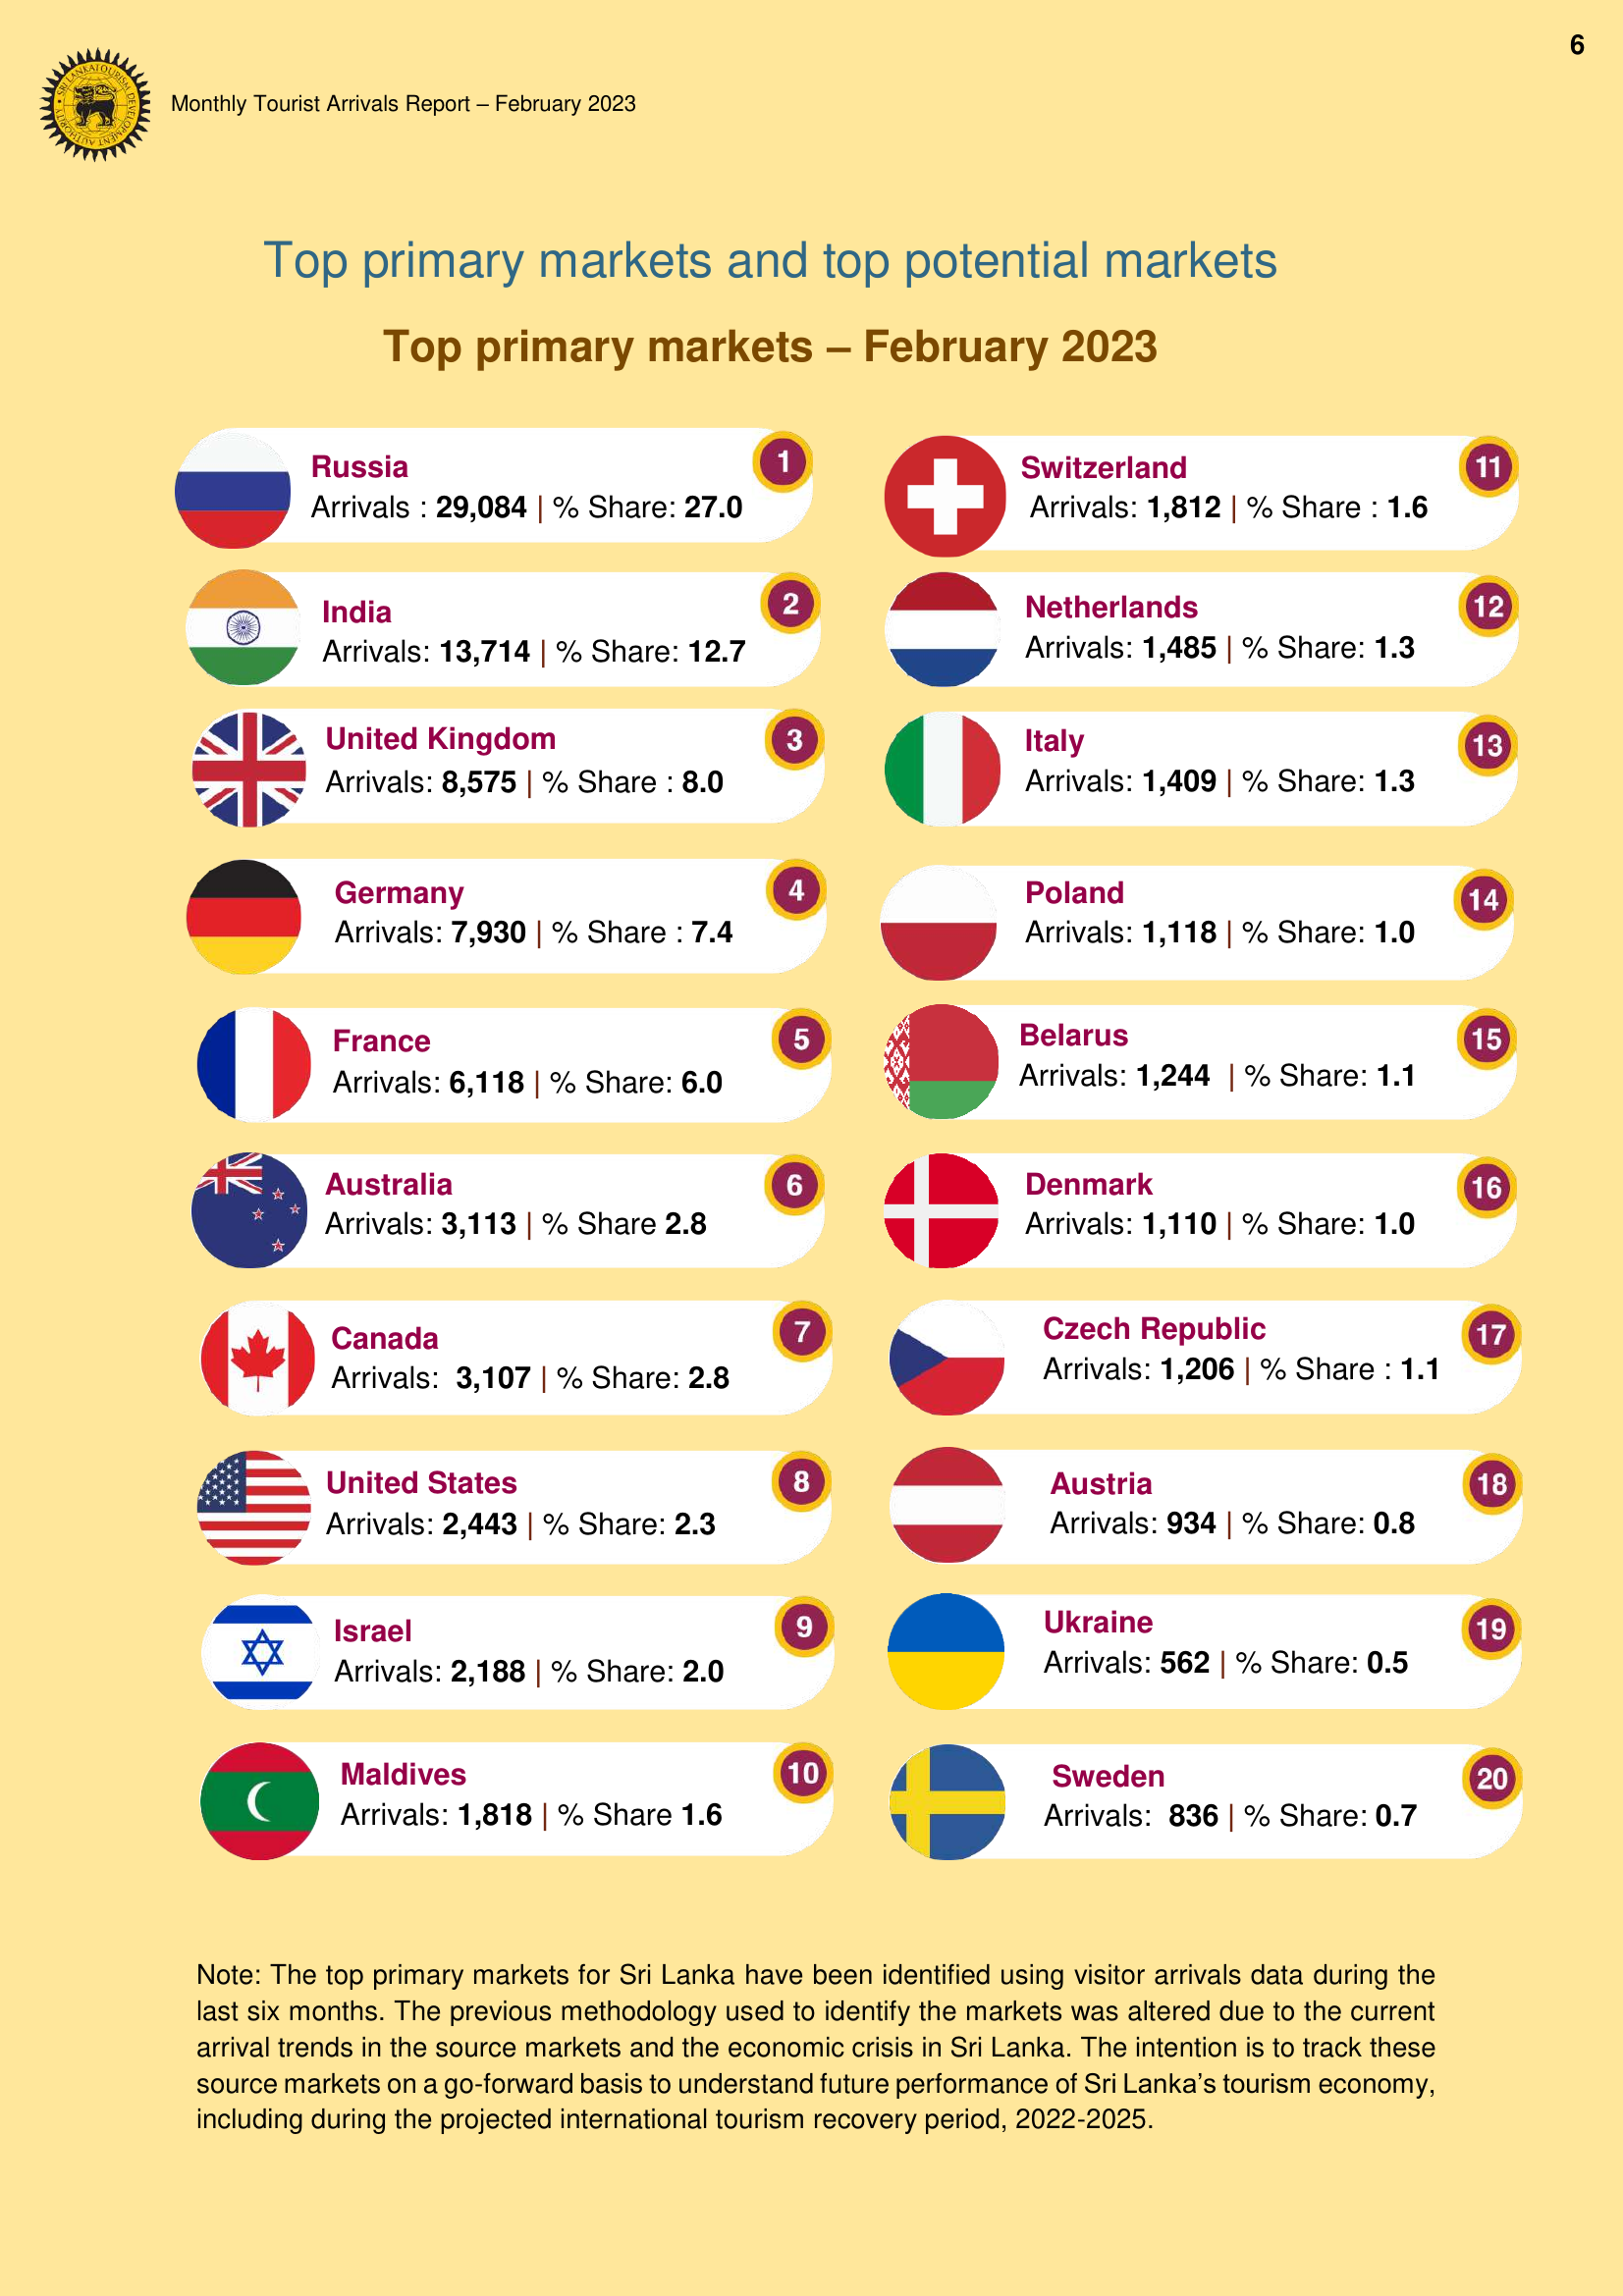 6
SRI LANKA TOURISM DEVELOPMENT AUTHORITY
Monthly Tourist Arrivals Report – February 2023
Top primary markets and top potential markets
Top primary markets – February 2023
Russia
Arrivals : 29,084 | % Share: 27.0
1
India
Arrivals: 13,714 | % Share: 12.7
2
United Kingdom
Arrivals: 8,575 | % Share : 8.0
3
Germany
Arrivals: 7,930 | % Share : 7.4
4
France
Arrivals: 6,118 | % Share: 6.0
5
Australia
Arrivals: 3,113 | % Share 2.8
6
Canada
Arrivals: 3,107 | % Share: 2.8
7
United States
Arrivals: 2,443 | % Share: 2.3
8
Israel
Arrivals: 2,188 | % Share: 2.0
9
Maldives
Arrivals: 1,818 | % Share 1.6
10
Switzerland
Arrivals: 1,812 | % Share : 1.6
11
Netherlands
Arrivals: 1,485 | % Share: 1.3
12
Italy
Arrivals: 1,409 | % Share: 1.3
13
Poland
Arrivals: 1,118 | % Share: 1.0
14
Belarus
Arrivals: 1,244 | % Share: 1.1
15
Denmark
Arrivals: 1,110 | % Share: 1.0
16
Czech Republic
Arrivals: 1,206 | % Share : 1.1
17
Austria
Arrivals: 934 | % Share: 0.8
18
Ukraine
Arrivals: 562 | % Share: 0.5
19
Sweden
Arrivals: 836 | % Share: 0.7
20
Note: The top primary markets for Sri Lanka have been identified using visitor arrivals data during the
last six months. The previous methodology used to identify the markets was altered due to the current
arrival trends in the source markets and the economic crisis in Sri Lanka. The intention is to track these
source markets on a go-forward basis to understand future performance of Sri Lanka’s tourism economy,
including during the projected international tourism recovery period, 2022-2025.